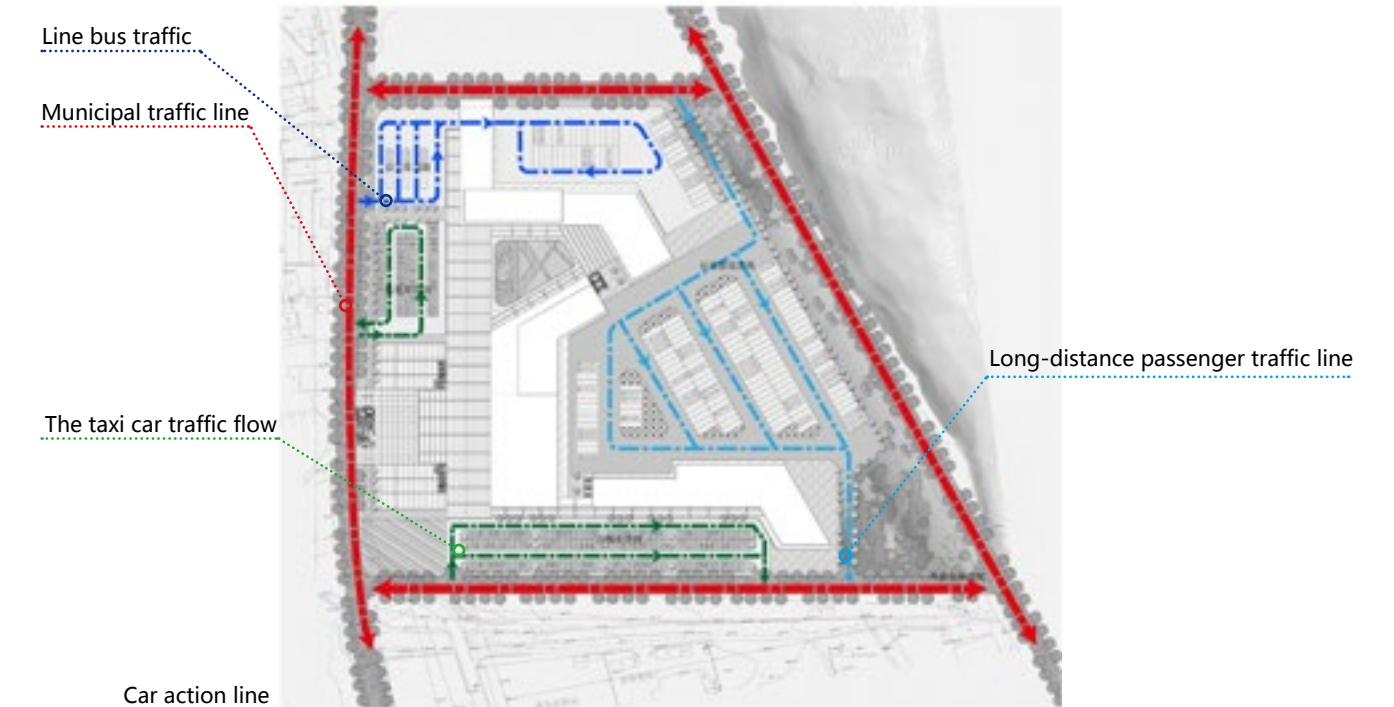 Line bus traffic
Municipal traffic line
Long-distance passenger traffic line
The taxi car traffic flow
Car action line